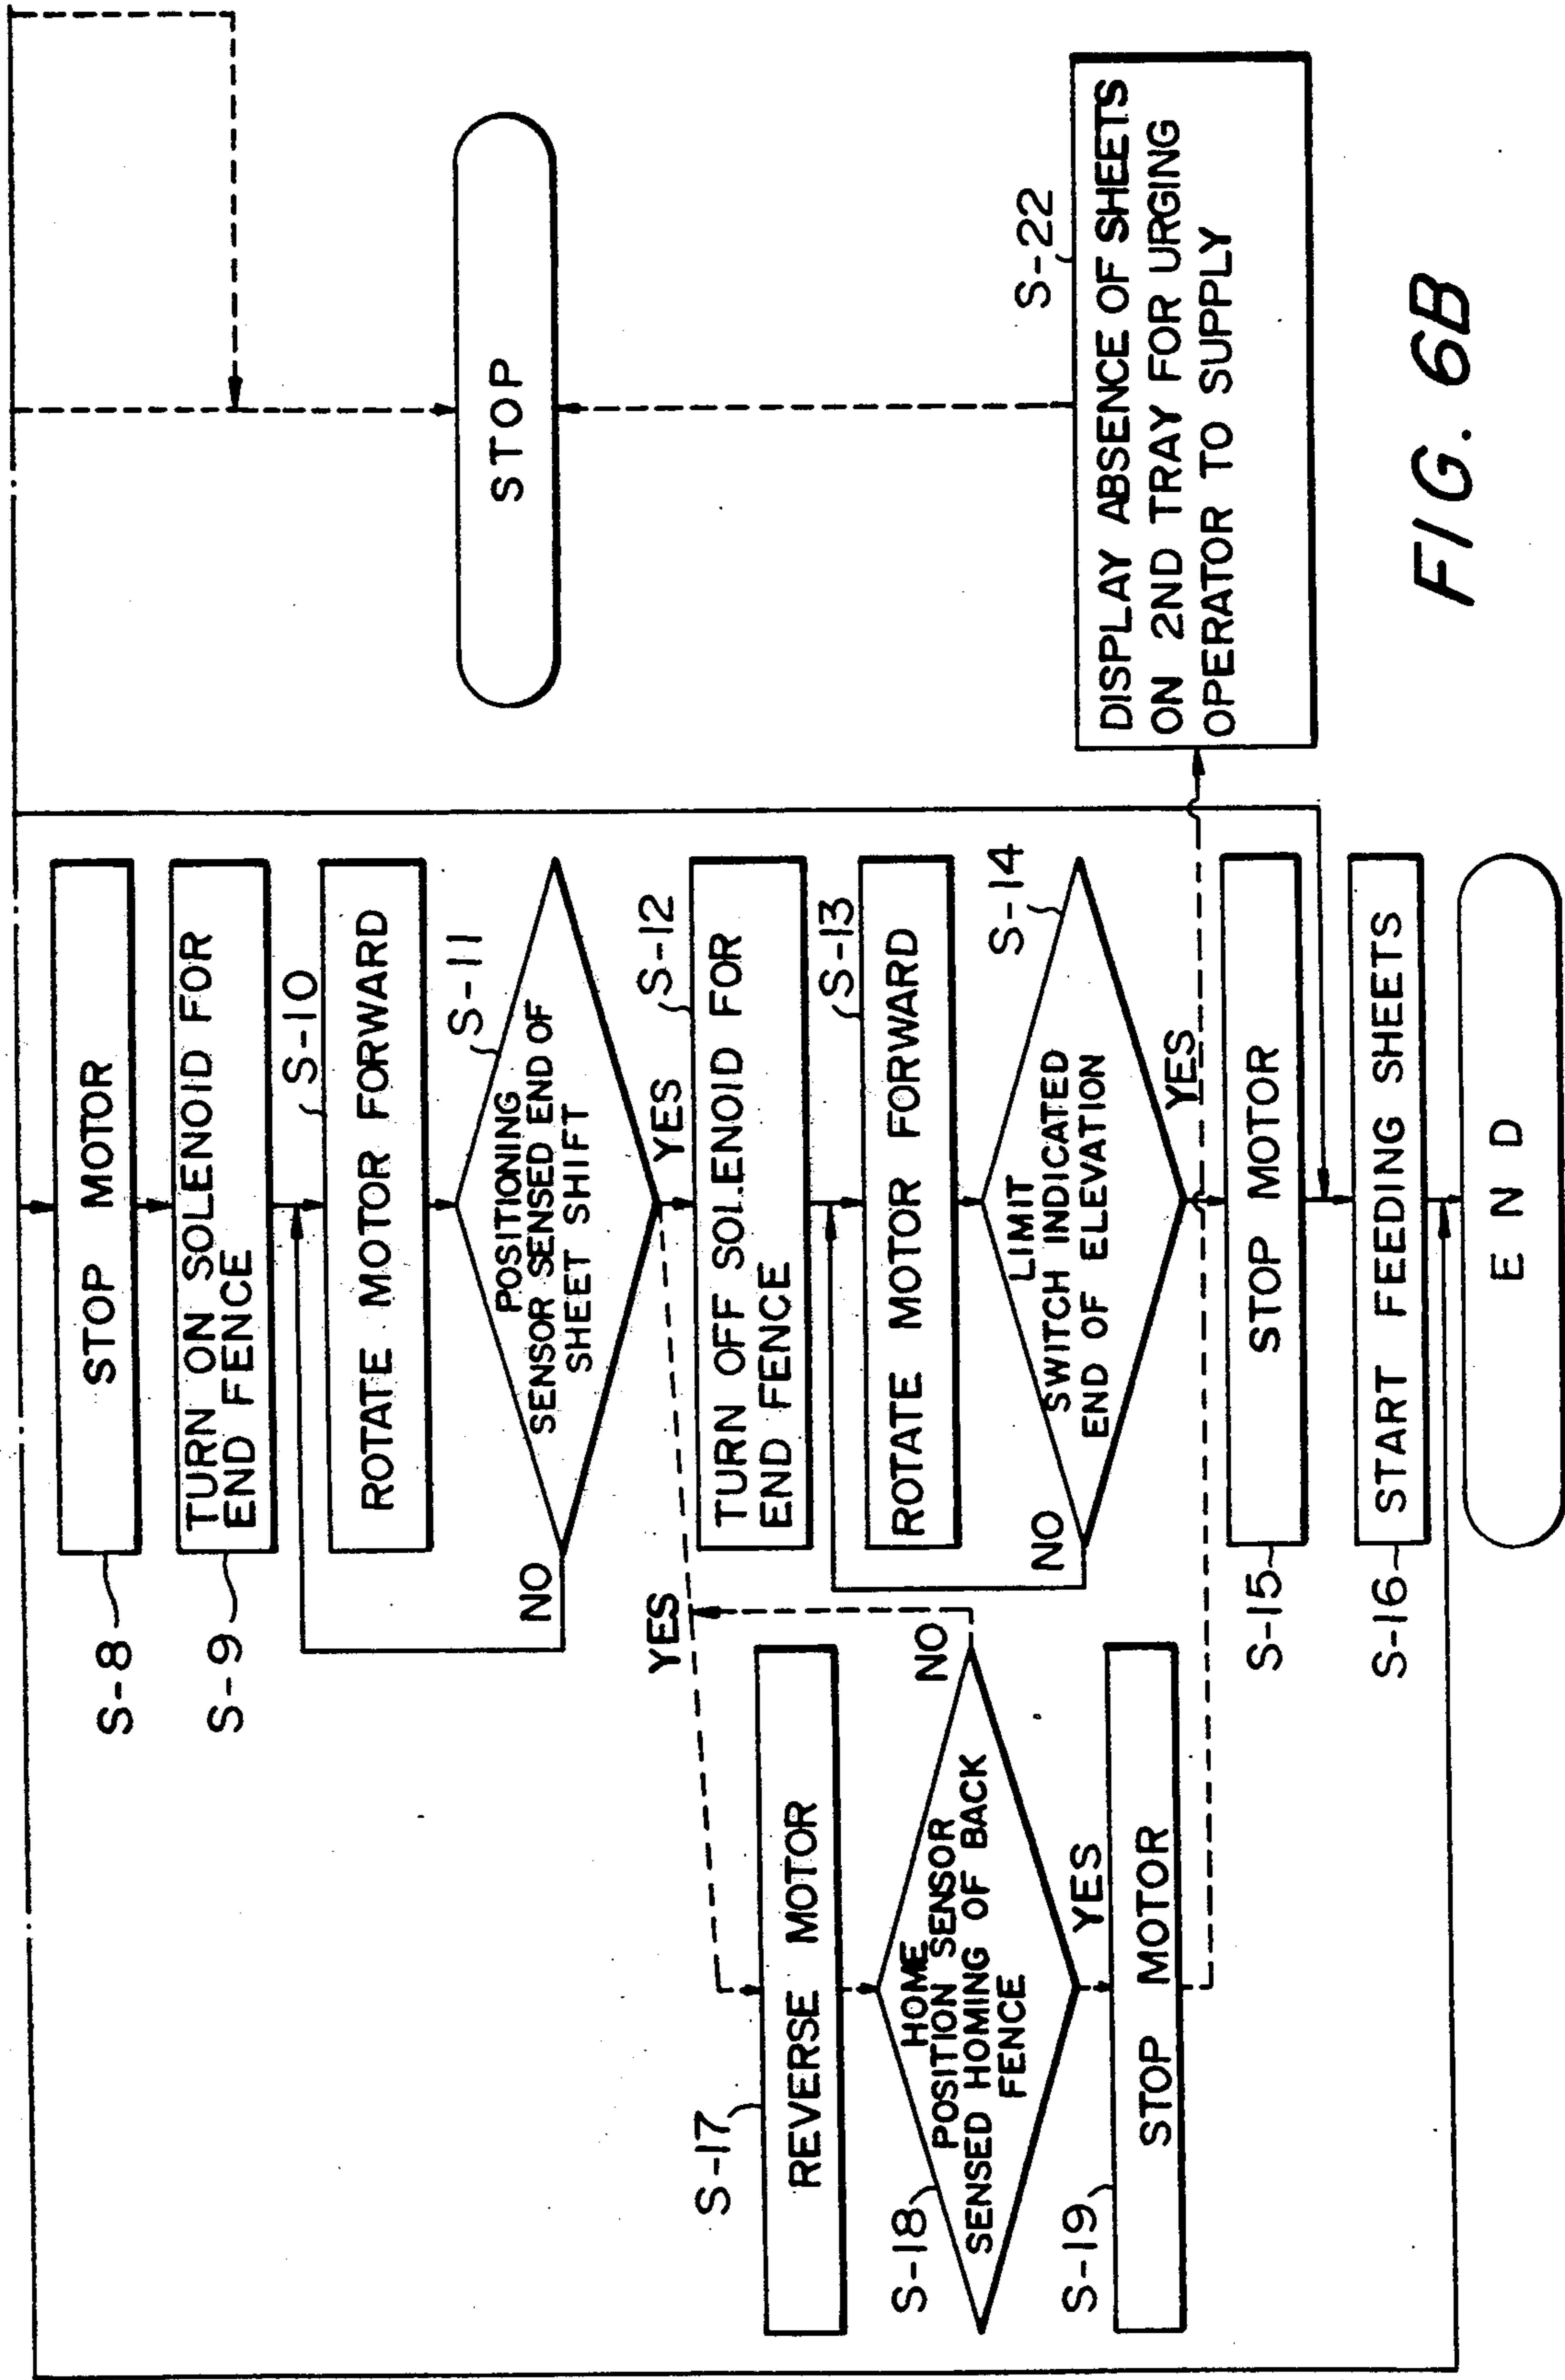 S-8
STOP MOTOR
S-9
TURN ON SOLENOID FOR
END FENCE
S-10
ROTATE MOTOR FORWARD
S-11
POSITIONING
SENSOR SENSED END OF
SHEET SHIFT
NO
YES
YES
S-12
TURN OFF SOLENOID FOR
END FENCE
S-13
ROTATE MOTOR FORWARD
S-14
LIMIT
SWITCH INDICATED
END OF ELEVATION
NO
YES
S-15
STOP MOTOR
S-16
START FEEDING SHEETS
END
S-17
REVERSE MOTOR
S-18
HOME
POSITION SENSOR
SENSED HOMING OF BACK
FENCE
NO
YES
S-19
STOP MOTOR
STOP
S-22
DISPLAY ABSENCE OF SHEETS
ON 2ND TRAY FOR URGING
OPERATOR TO SUPPLY
FIG. 6B